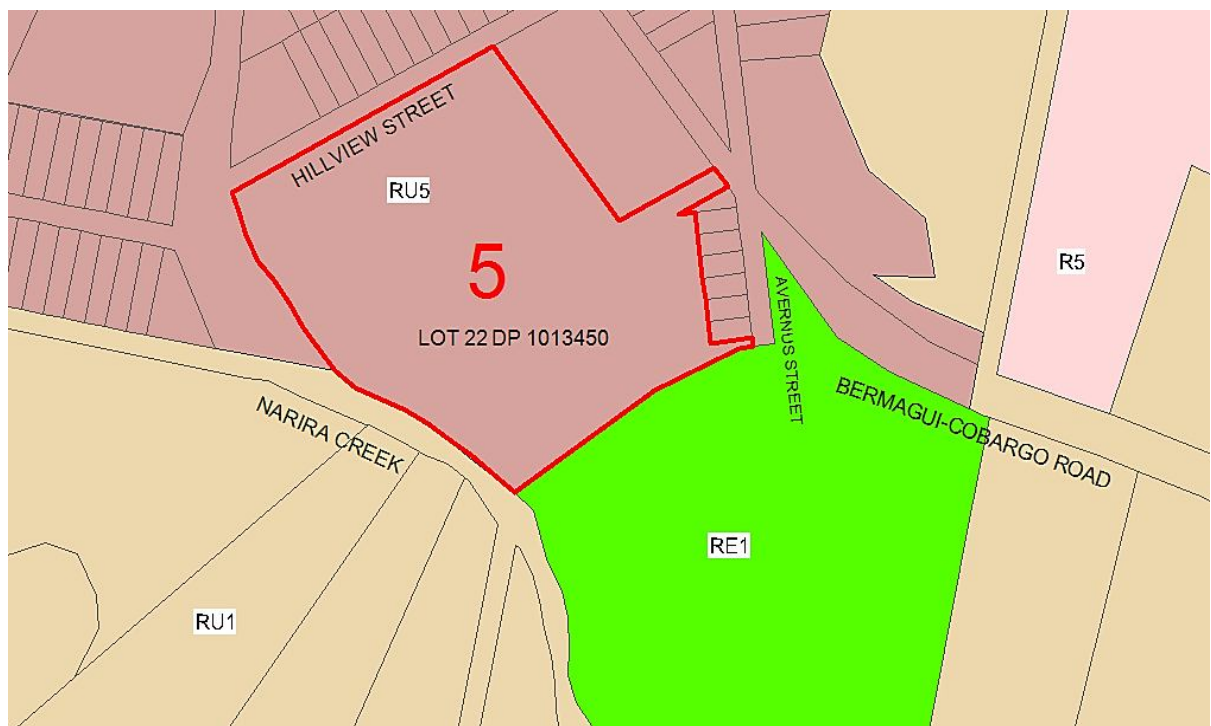 HILLVIEW STREET
RU5
5
R5
LOT 22 DP 1013450
AVERNUS STREET
NARIRA CREEK
BERMAGUI-COBARGO ROAD
RE1
RU1